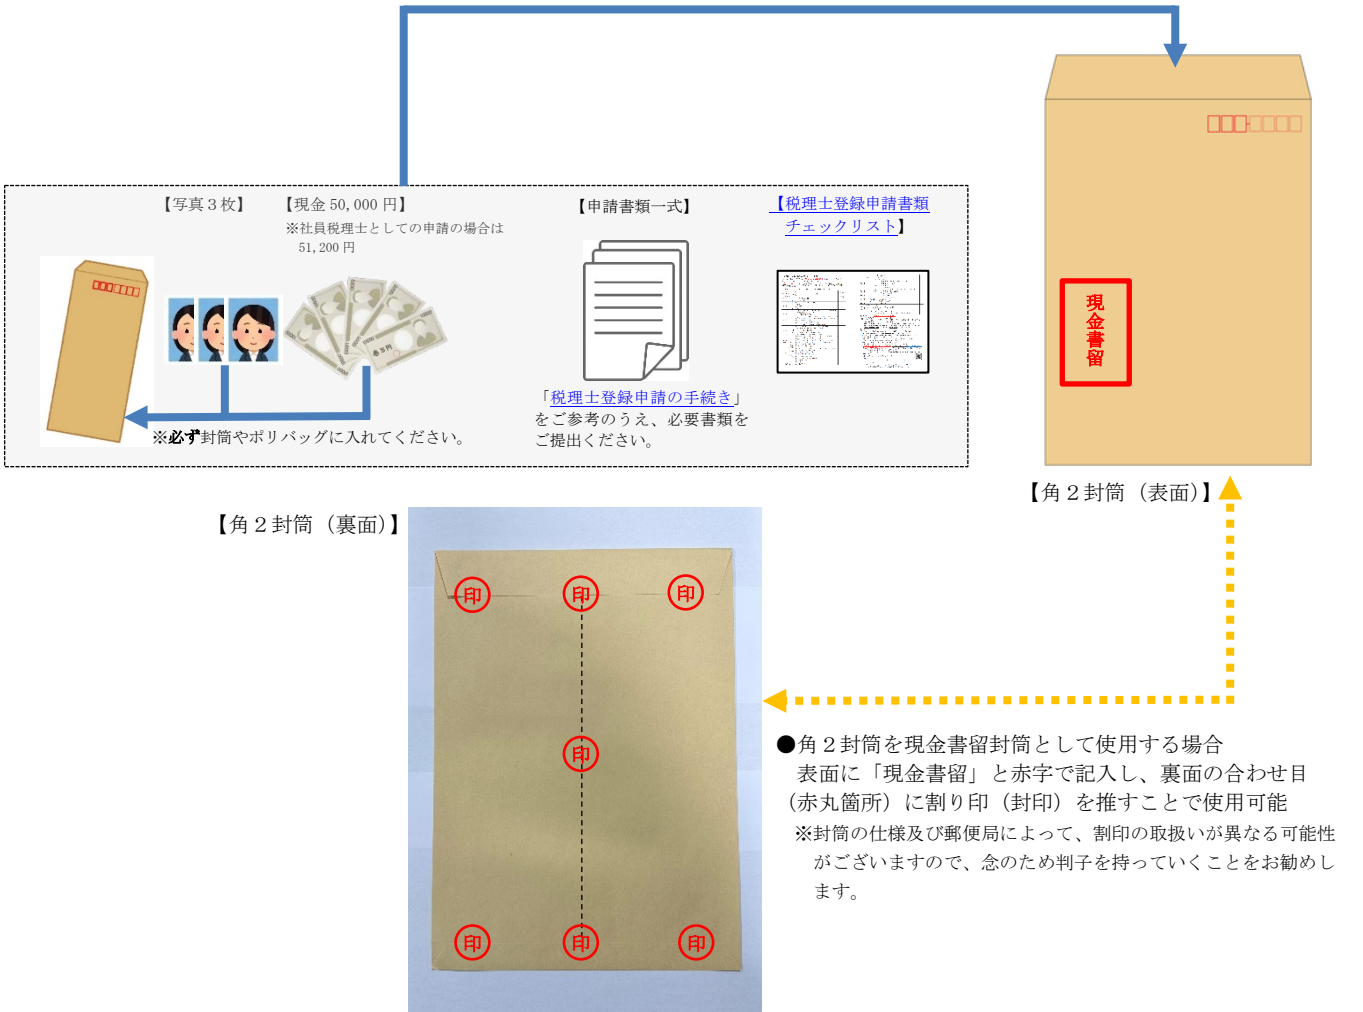 【写真３枚】
【現金 50,000 円】
※社員税理士としての申請の場合は
51,200 円
【申請書類一式】
【税理士登録申請書類
チェックリスト】
※必ず封筒やポリバッグに入れてください。
「税理士登録申請の手続き」
をご参考のうえ、必要書類を
ご提出ください。
現金書留
【角２封筒（表面）】
【角２封筒（裏面）】
印
印
印
印
印
印
印
●角２封筒を現金書留封筒として使用する場合
表面に「現金書留」と赤字で記入し、裏面の合わせ目
（赤丸箇所）に割り印（封印）を推すことで使用可能
※封筒の仕様及び郵便局によって、割印の取扱いが異なる可能性
がございますので、念のため判子を持っていくことをお勧めし
ます。